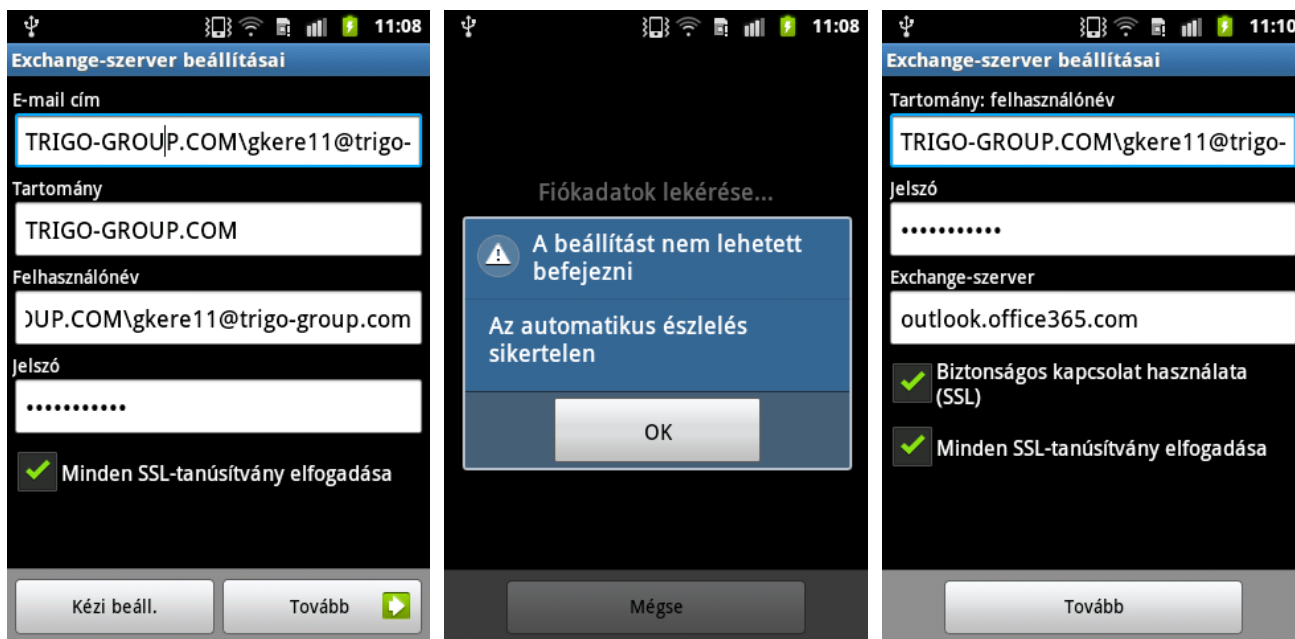 11:08
Exchange-szerver beállításai
E-mail cím
TRIGO-GROUP.COM\gkere11@trigo-
Tartomány
TRIGO-GROUP.COM
Felhasználónév
OUP.COM\gkere11@trigo-group.com
Jelszó
•••••••••••
Minden SSL-tanúsítvány elfogadása
Kézi beáll.
Tovább
11:08
Fiókadatok lekérése...
A beállítást nem lehetett
befejezni
Az automatikus észlelés
sikertelen
OK
Mégse
11:10
Exchange-szerver beállításai
Tartomány: felhasználónév
TRIGO-GROUP.COM\gkere11@trigo-
Jelszó
•••••••••••
Exchange-szerver
outlook.office365.com
Biztonságos kapcsolat használata
(SSL)
Minden SSL-tanúsítvány elfogadása
Tovább